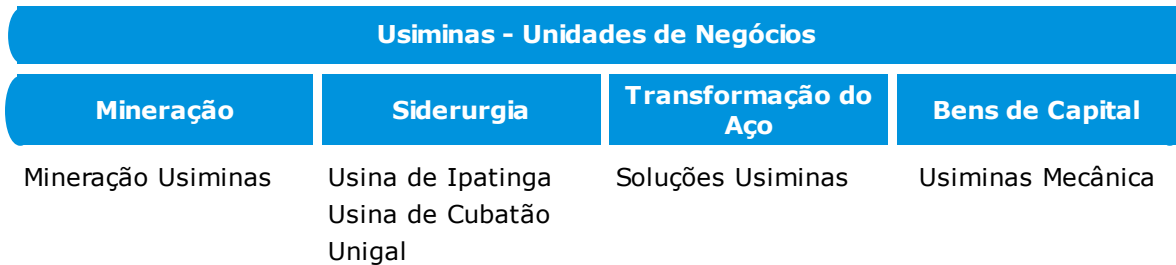 Usiminas - Unidades de Negócios
Mineração
Siderurgia
Transformação do
Aço
Bens de Capital
Mineração Usiminas
Usina de Ipatinga
Usina de Cubatão
Unigal
Soluções Usiminas
Usiminas Mecânica